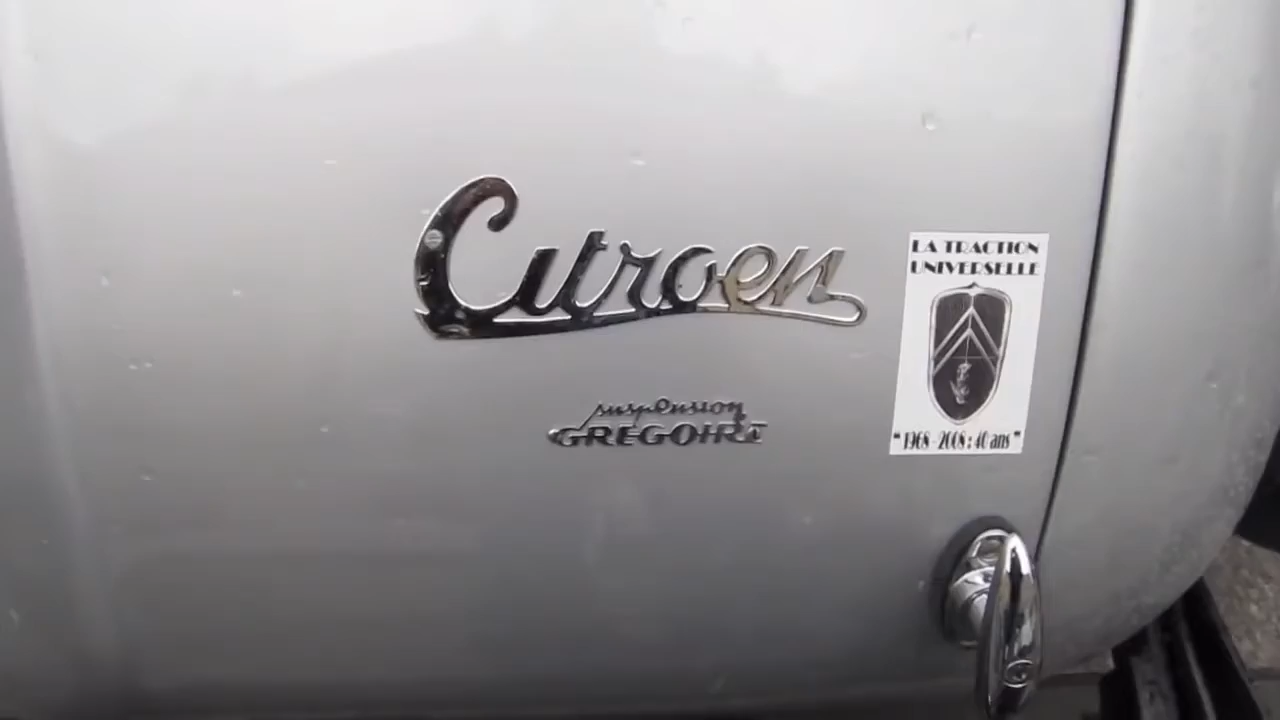 Citroen
suspension
GREGOIRE
LA TRACTION
UNIVERSELLE
"1968 - 2008 : 40 ans"